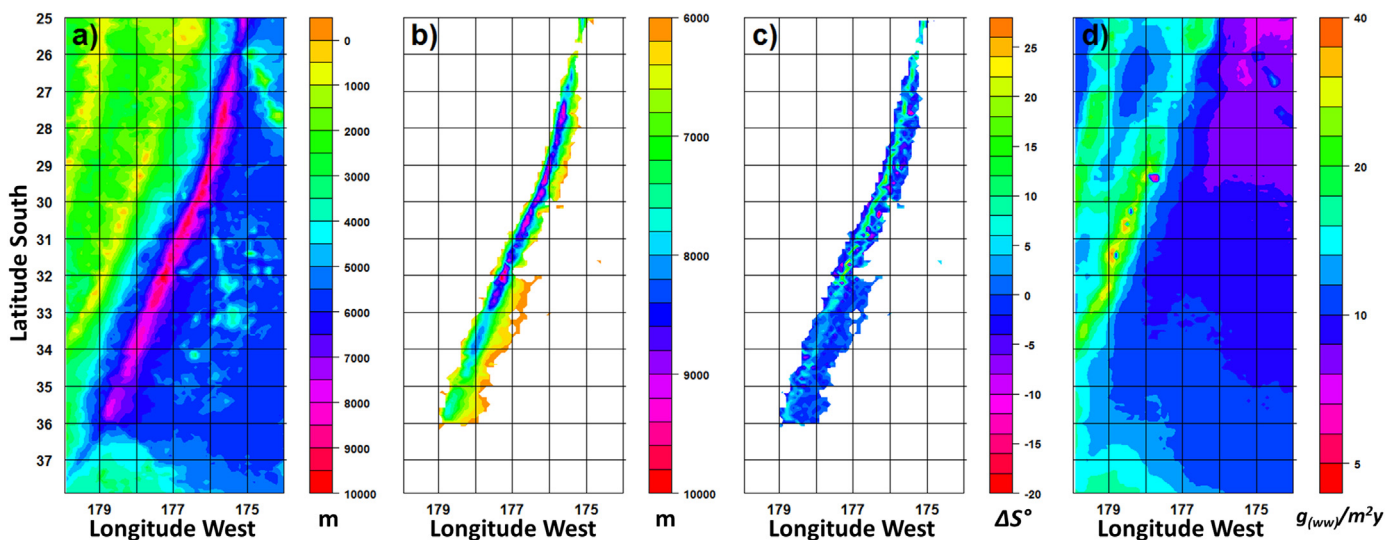 a)
b)
c)
d)
Latitude South
25
26
25
27
28
29
30
31
32
33
34
35
36
37
179 177 175
Longitude West
0
1000
2000
3000
4000
5000
6000
7000
8000
9000
10000
m
179 177 175
Longitude West
6000
7000
8000
9000
10000
m
179 177 175
Longitude West
25
20
15
10
5
0
-5
-10
-15
-20
ΔS°
179 177 175
Longitude West
40
20
10
5
g(ww)/m²y